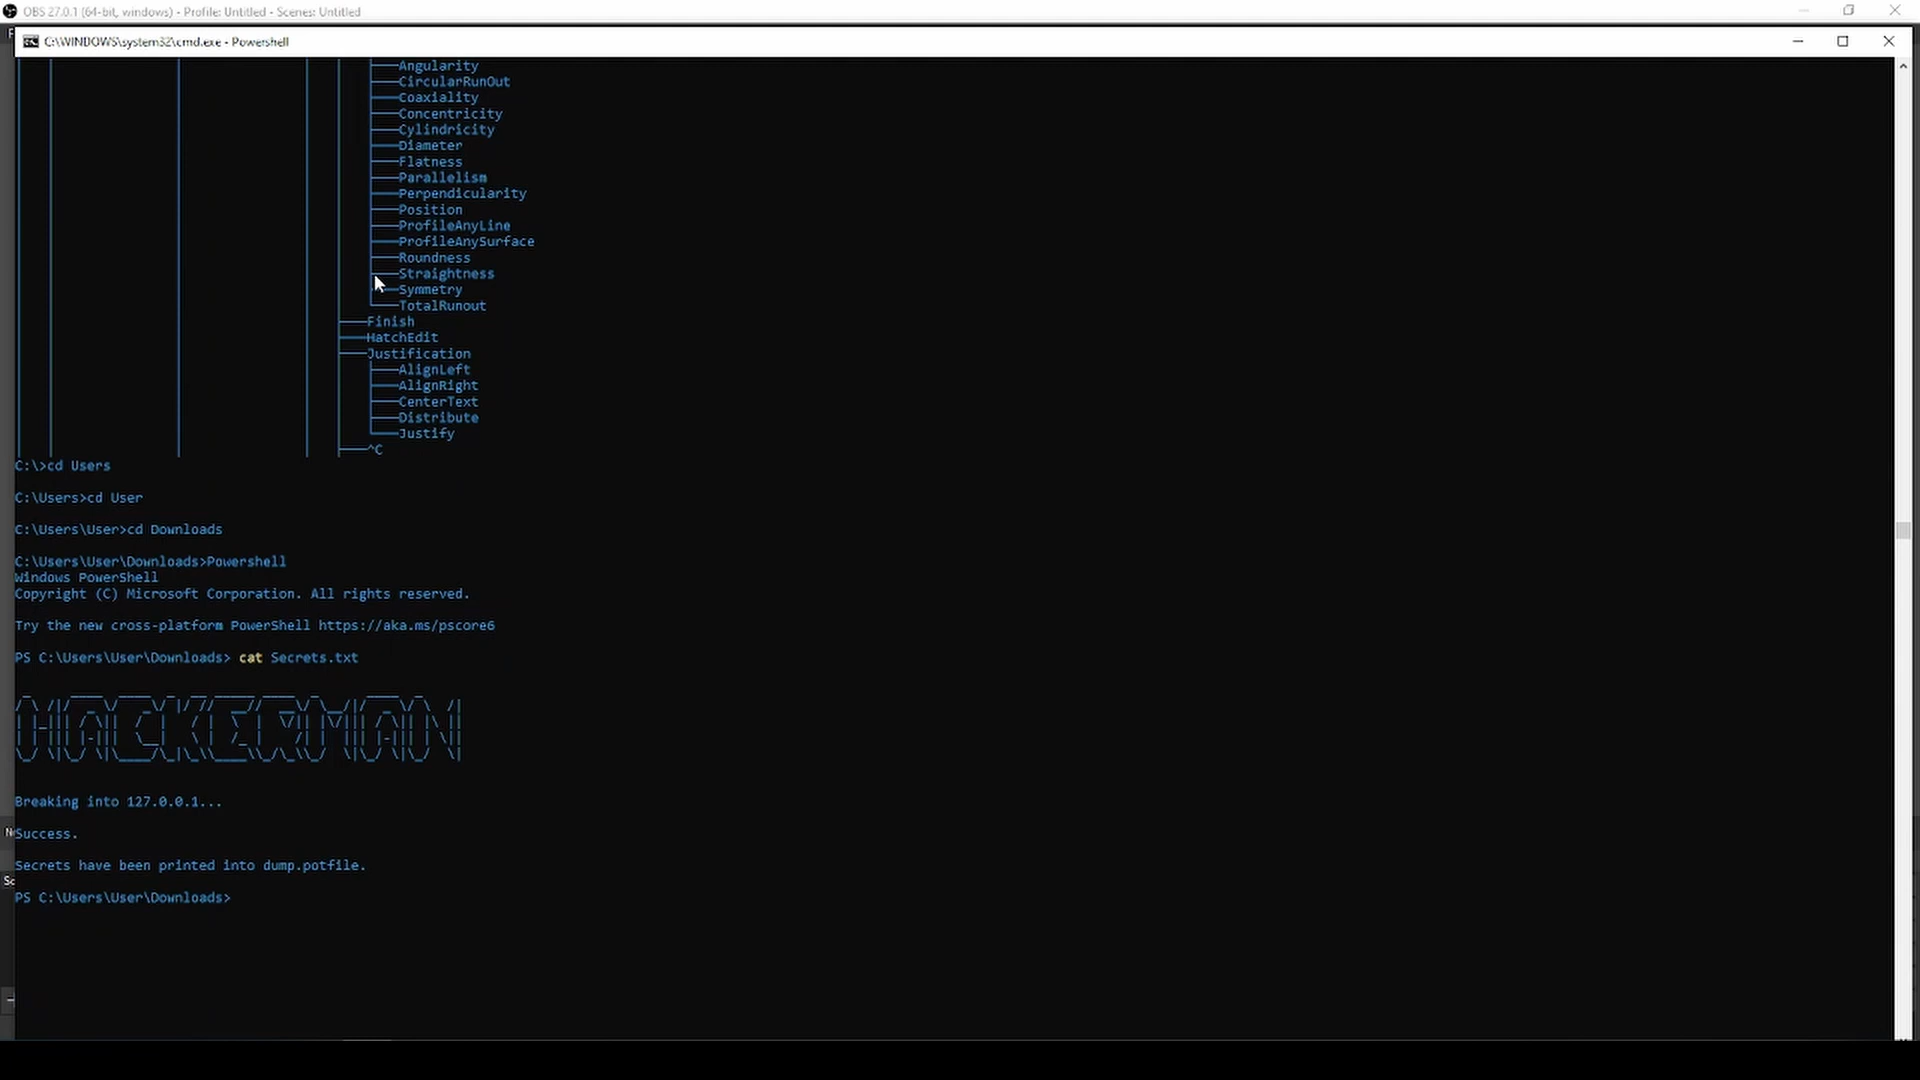 OBS 27.0.1 (64-bit, windows) - Profile: Untitled - Scenes: Untitled
C:\WINDOWS\system32\cmd.exe - Powershell
Angularity
CircularRunOut
Coaxiality
Concentricity
Cylindricity
Diameter
Flatness
Parallelism
Perpendicularity
Position
ProfileAnyLine
ProfileAnySurface
Roundness
Straightness
Symmetry
TotalRunout
Finish
HatchEdit
Justification
AlignLeft
AlignRight
CenterText
Distribute
Justify
^C
C:\>cd Users
C:\Users>cd User
C:\Users\User>cd Downloads
C:\Users\User\Downloads>Powershell
Windows PowerShell
Copyright (C) Microsoft Corporation. All rights reserved.
Try the new cross-platform PowerShell https://aka.ms/pscore6
PS C:\Users\User\Downloads> cat Secrets.txt
HACKERMAN
Breaking into 127.0.0.1...
Success.
Secrets have been printed into dump.potfile.
PS C:\Users\User\Downloads>